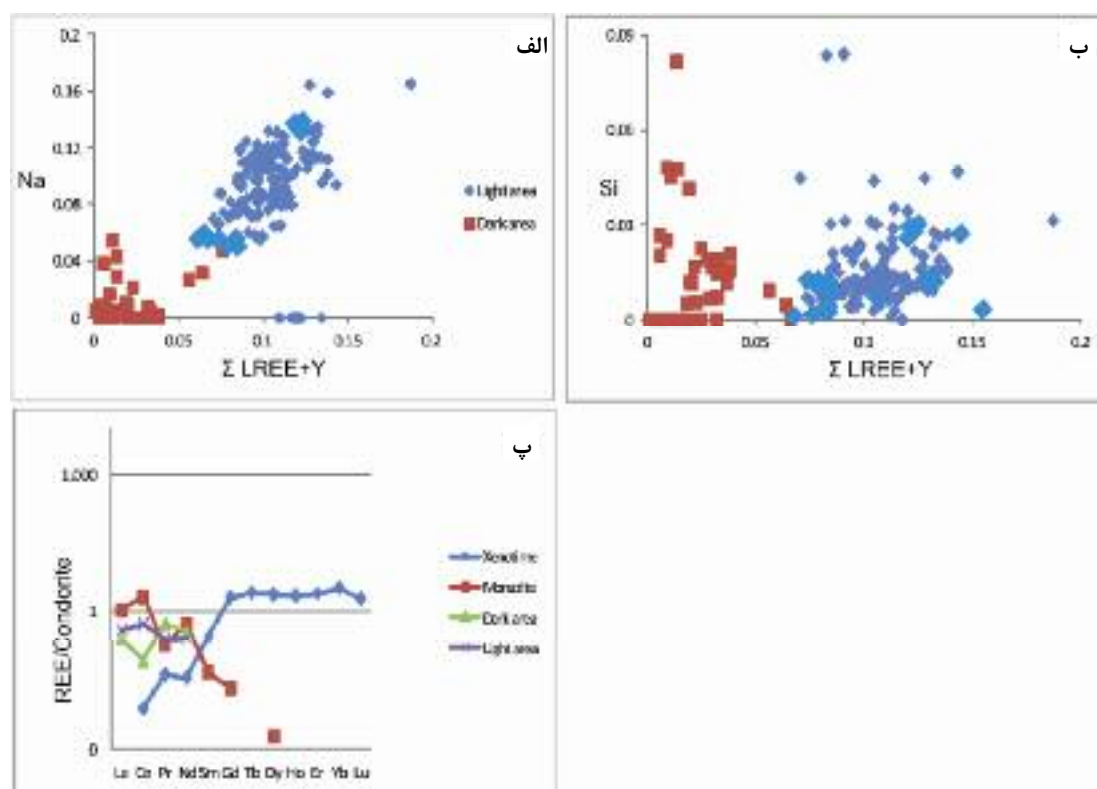 الف
0.2
0.16
0.12
0.08
0.04
0
Na
0 0.05 0.1 0.15 0.2
Σ LREE+Y
Light area
Dark area
ب
0.09
0.06
0.03
0
Si
0 0.05 0.1 0.15 0.2
Σ LREE+Y
پ
1.000
1
0
REE/Condorite
La Ce Pr Nd Sm Gd Tb Dy Ho Er Yb Lu
Xenotime
Monazite
Dark area
Light area